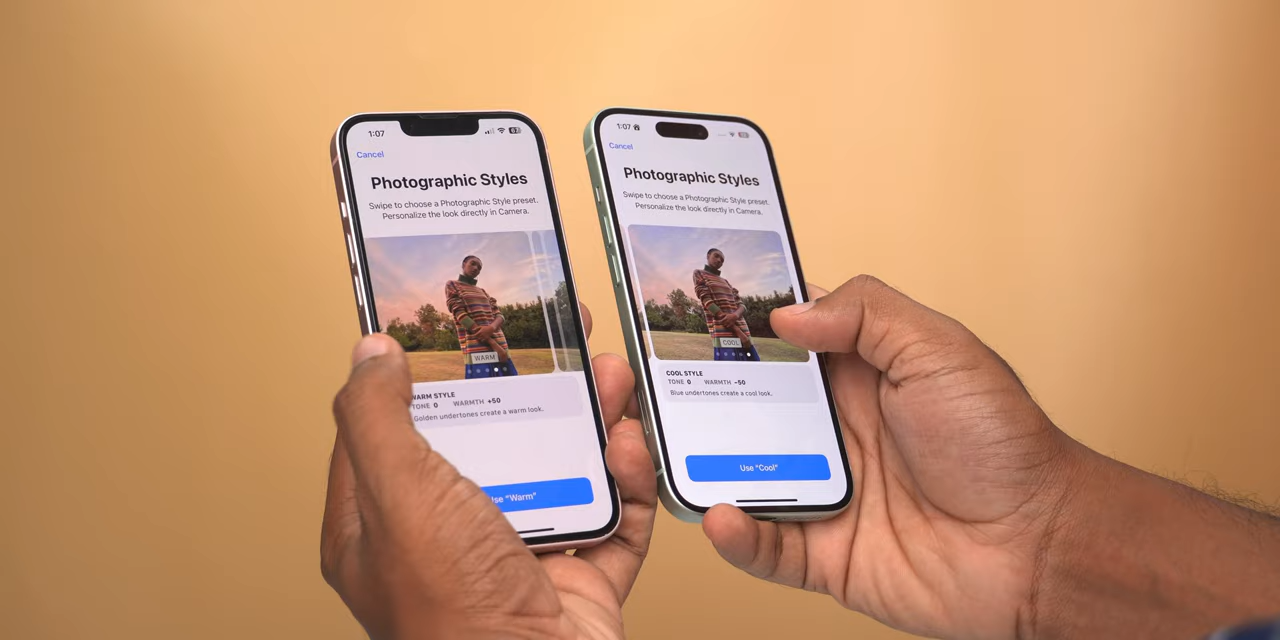 1:07
67
Cancel
Photographic Styles
Swipe to choose a Photographic Style preset.
Personalize the look directly in Camera.
WARM
WARM STYLE
TONE 0 WARMTH +50
Golden undertones create a warm look.
Use "Warm"
1:07
Cancel
Photographic Styles
Swipe to choose a Photographic Style preset.
Personalize the look directly in Camera.
COOL
COOL STYLE
TONE 0 WARMTH -50
Blue undertones create a cool look.
Use "Cool"